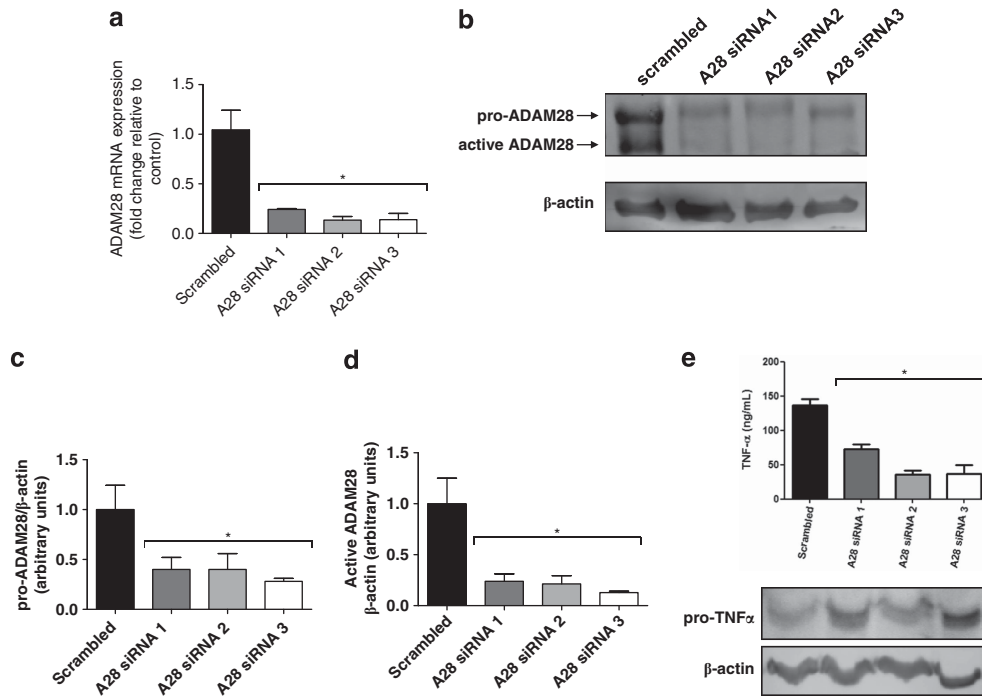 a
ADAM28 mRNA expression
(fold change relative to
control)
1.5
1.0
0.5
0.0
*
Scrambled
A28 siRNA 1
A28 siRNA 2
A28 siRNA 3
b
scrambled
A28 siRNA1
A28 siRNA2
A28 siRNA3
pro-ADAM28
active ADAM28
β-actin
c
pro-ADAM28/β-actin
(arbitrary units)
1.5
1.0
0.5
0.0
*
Scrambled
A28 siRNA 1
A28 siRNA 2
A28 siRNA 3
d
Active ADAM28
β-actin (arbitrary units)
1.5
1.0
0.5
0.0
*
Scrambled
A28 siRNA 1
A28 siRNA 2
A28 siRNA 3
e
TNF-α (ng/mL)
200
150
100
50
0
*
Scrambled
A28 siRNA 1
A28 siRNA 2
A28 siRNA 3
pro-TNFα
β-actin